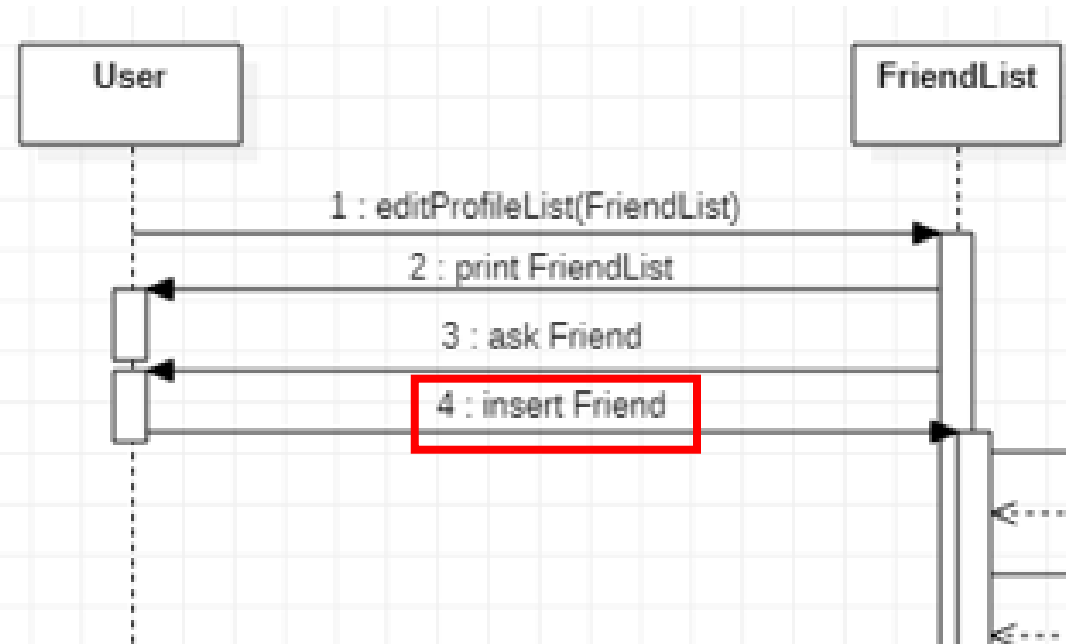 User
FriendList
1 : editProfileList(FriendList)
2 : print FriendList
3 : ask Friend
4 : insert Friend